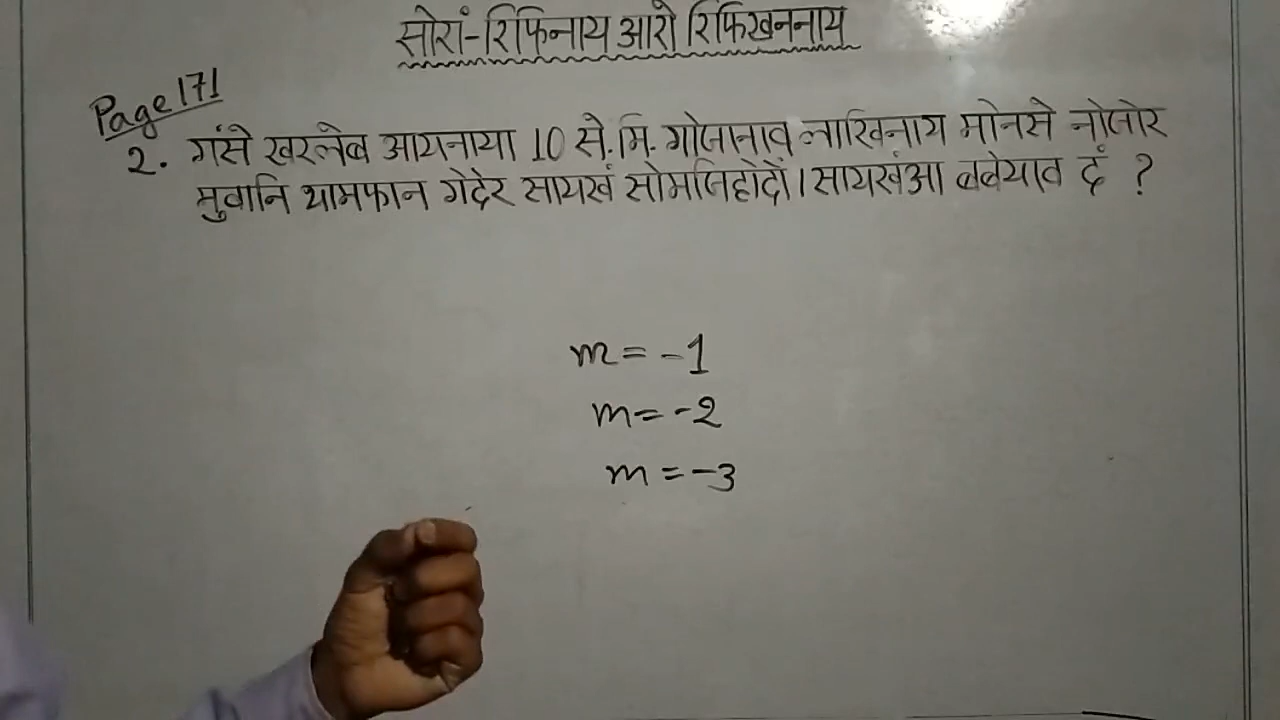 सोरां-रिफिनाय आरो रिफिखननाय
Page 171
2. गंसे खरलेब आयनाया 10 से.मि. गोजानाव लाखिनाय मोनसे नोजोर
मुवानि थामफान गेदेर सायखं सोमजिहोदों। सायखंआ बबेयाव दं ?
m = -1
m = -2
m = -3